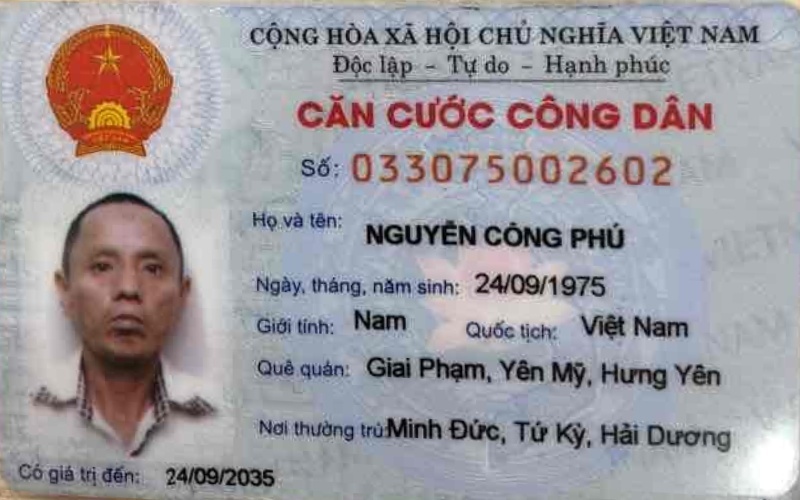 CỘNG HÒA XÃ HỘI CHỦ NGHĨA VIỆT NAM
Độc lập - Tự do - Hạnh phúc
CĂN CƯỚC CÔNG DÂN
Số: 033075002602
Họ và tên: NGUYỄN CÔNG PHÚ
Ngày, tháng, năm sinh: 24/09/1975
Giới tính: Nam Quốc tịch: Việt Nam
Quê quán: Giai Phạm, Yên Mỹ, Hưng Yên
Nơi thường trú: Minh Đức, Tứ Kỳ, Hải Dương
Có giá trị đến: 24/09/2035